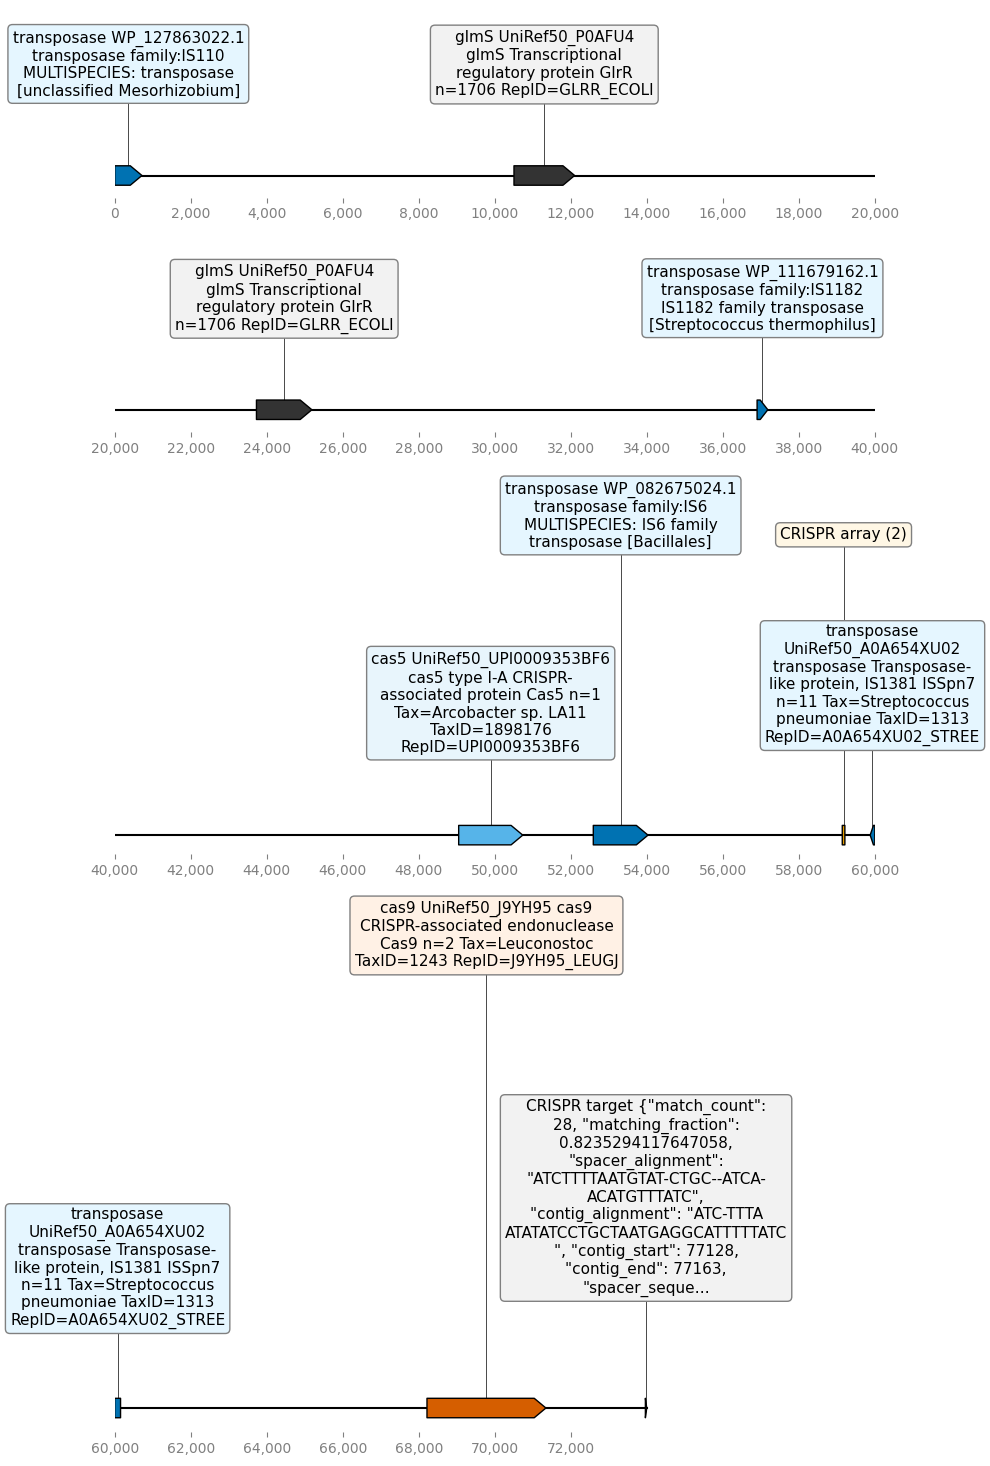 transposase WP_127863022.1
transposase family:IS110
MULTISPECIES: transposase
[unclassified Mesorhizobium]
glmS UniRef50_P0AFU4
glmS Transcriptional
regulatory protein GlrR
n=1706 RepID=GLRR_ECOLI
0 2,000 4,000 6,000 8,000 10,000 12,000 14,000 16,000 18,000 20,000
glmS UniRef50_P0AFU4
glmS Transcriptional
regulatory protein GlrR
n=1706 RepID=GLRR_ECOLI
transposase WP_111679162.1
transposase family:IS1182
IS1182 family transposase
[Streptococcus thermophilus]
20,000 22,000 24,000 26,000 28,000 30,000 32,000 34,000 36,000 38,000 40,000
transposase WP_082675024.1
transposase family:IS6
MULTISPECIES: IS6 family
transposase [Bacillales]
CRISPR array (2)
cas5 UniRef50_UPI0009353BF6
cas5 type I-A CRISPR-
associated protein Cas5 n=1
Tax=Arcobacter sp. LA11
TaxID=1898176
RepID=UPI0009353BF6
transposase
UniRef50_A0A654XU02
transposase Transposase-
like protein, IS1381 ISSpn7
n=11 Tax=Streptococcus
pneumoniae TaxID=1313
RepID=A0A654XU02_STREE
40,000 42,000 44,000 46,000 48,000 50,000 52,000 54,000 56,000 58,000 60,000
cas9 UniRef50_J9YH95 cas9
CRISPR-associated endonuclease
Cas9 n=2 Tax=Leuconostoc
TaxID=1243 RepID=J9YH95_LEUGJ
CRISPR target {"match_count":
28, "matching_fraction":
0.8235294117647058,
"spacer_alignment":
"ATCTTTTAATGTAT-CTGC--ATCA-
ACATGTTTATC",
"contig_alignment": "ATC-TTTA
ATATATCCTGCTAATGAGGCATTTTTATC
", "contig_start": 77128,
"contig_end": 77163,
"spacer_seque...
transposase
UniRef50_A0A654XU02
transposase Transposase-
like protein, IS1381 ISSpn7
n=11 Tax=Streptococcus
pneumoniae TaxID=1313
RepID=A0A654XU02_STREE
60,000 62,000 64,000 66,000 68,000 70,000 72,000